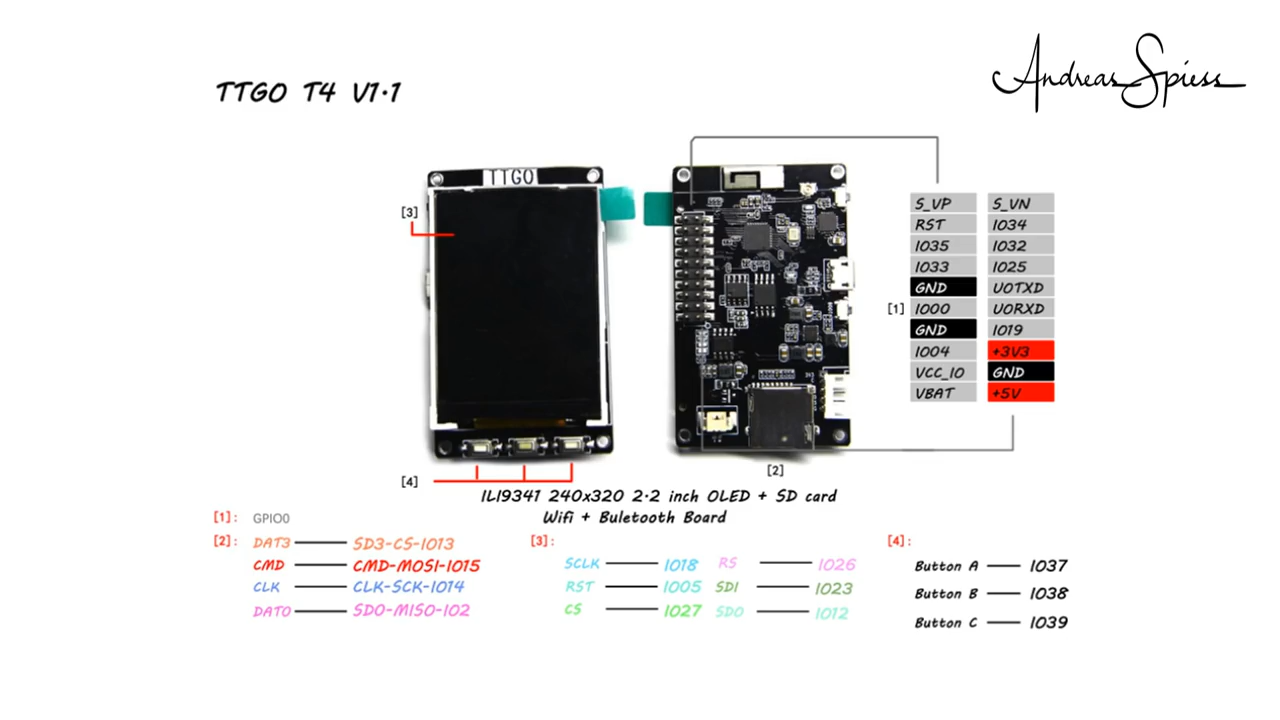 Andreas Spiess
TTGO T4 V1.1
TTGO
[3]
S_VP S_VN
RST IO34
IO35 IO32
IO33 IO25
GND UOTXD
[1] IO00 UORXD
GND IO19
IO04 +3V3
VCC_IO GND
VBAT +5V
[2]
[4]
ILI9341 240x320 2.2 inch OLED + SD card
Wifi + Buletooth Board
[1]: GPIO0
[2]: DAT3 SD3-CS-IO13
CMD CMD-MOSI-IO15
CLK CLK-SCK-IO14
DAT0 SD0-MISO-IO2
[3]:
SCLK IO18 RS IO26
RST IO05 SDI IO23
CS IO27 SDO IO12
[4]:
Button A IO37
Button B IO38
Button C IO39